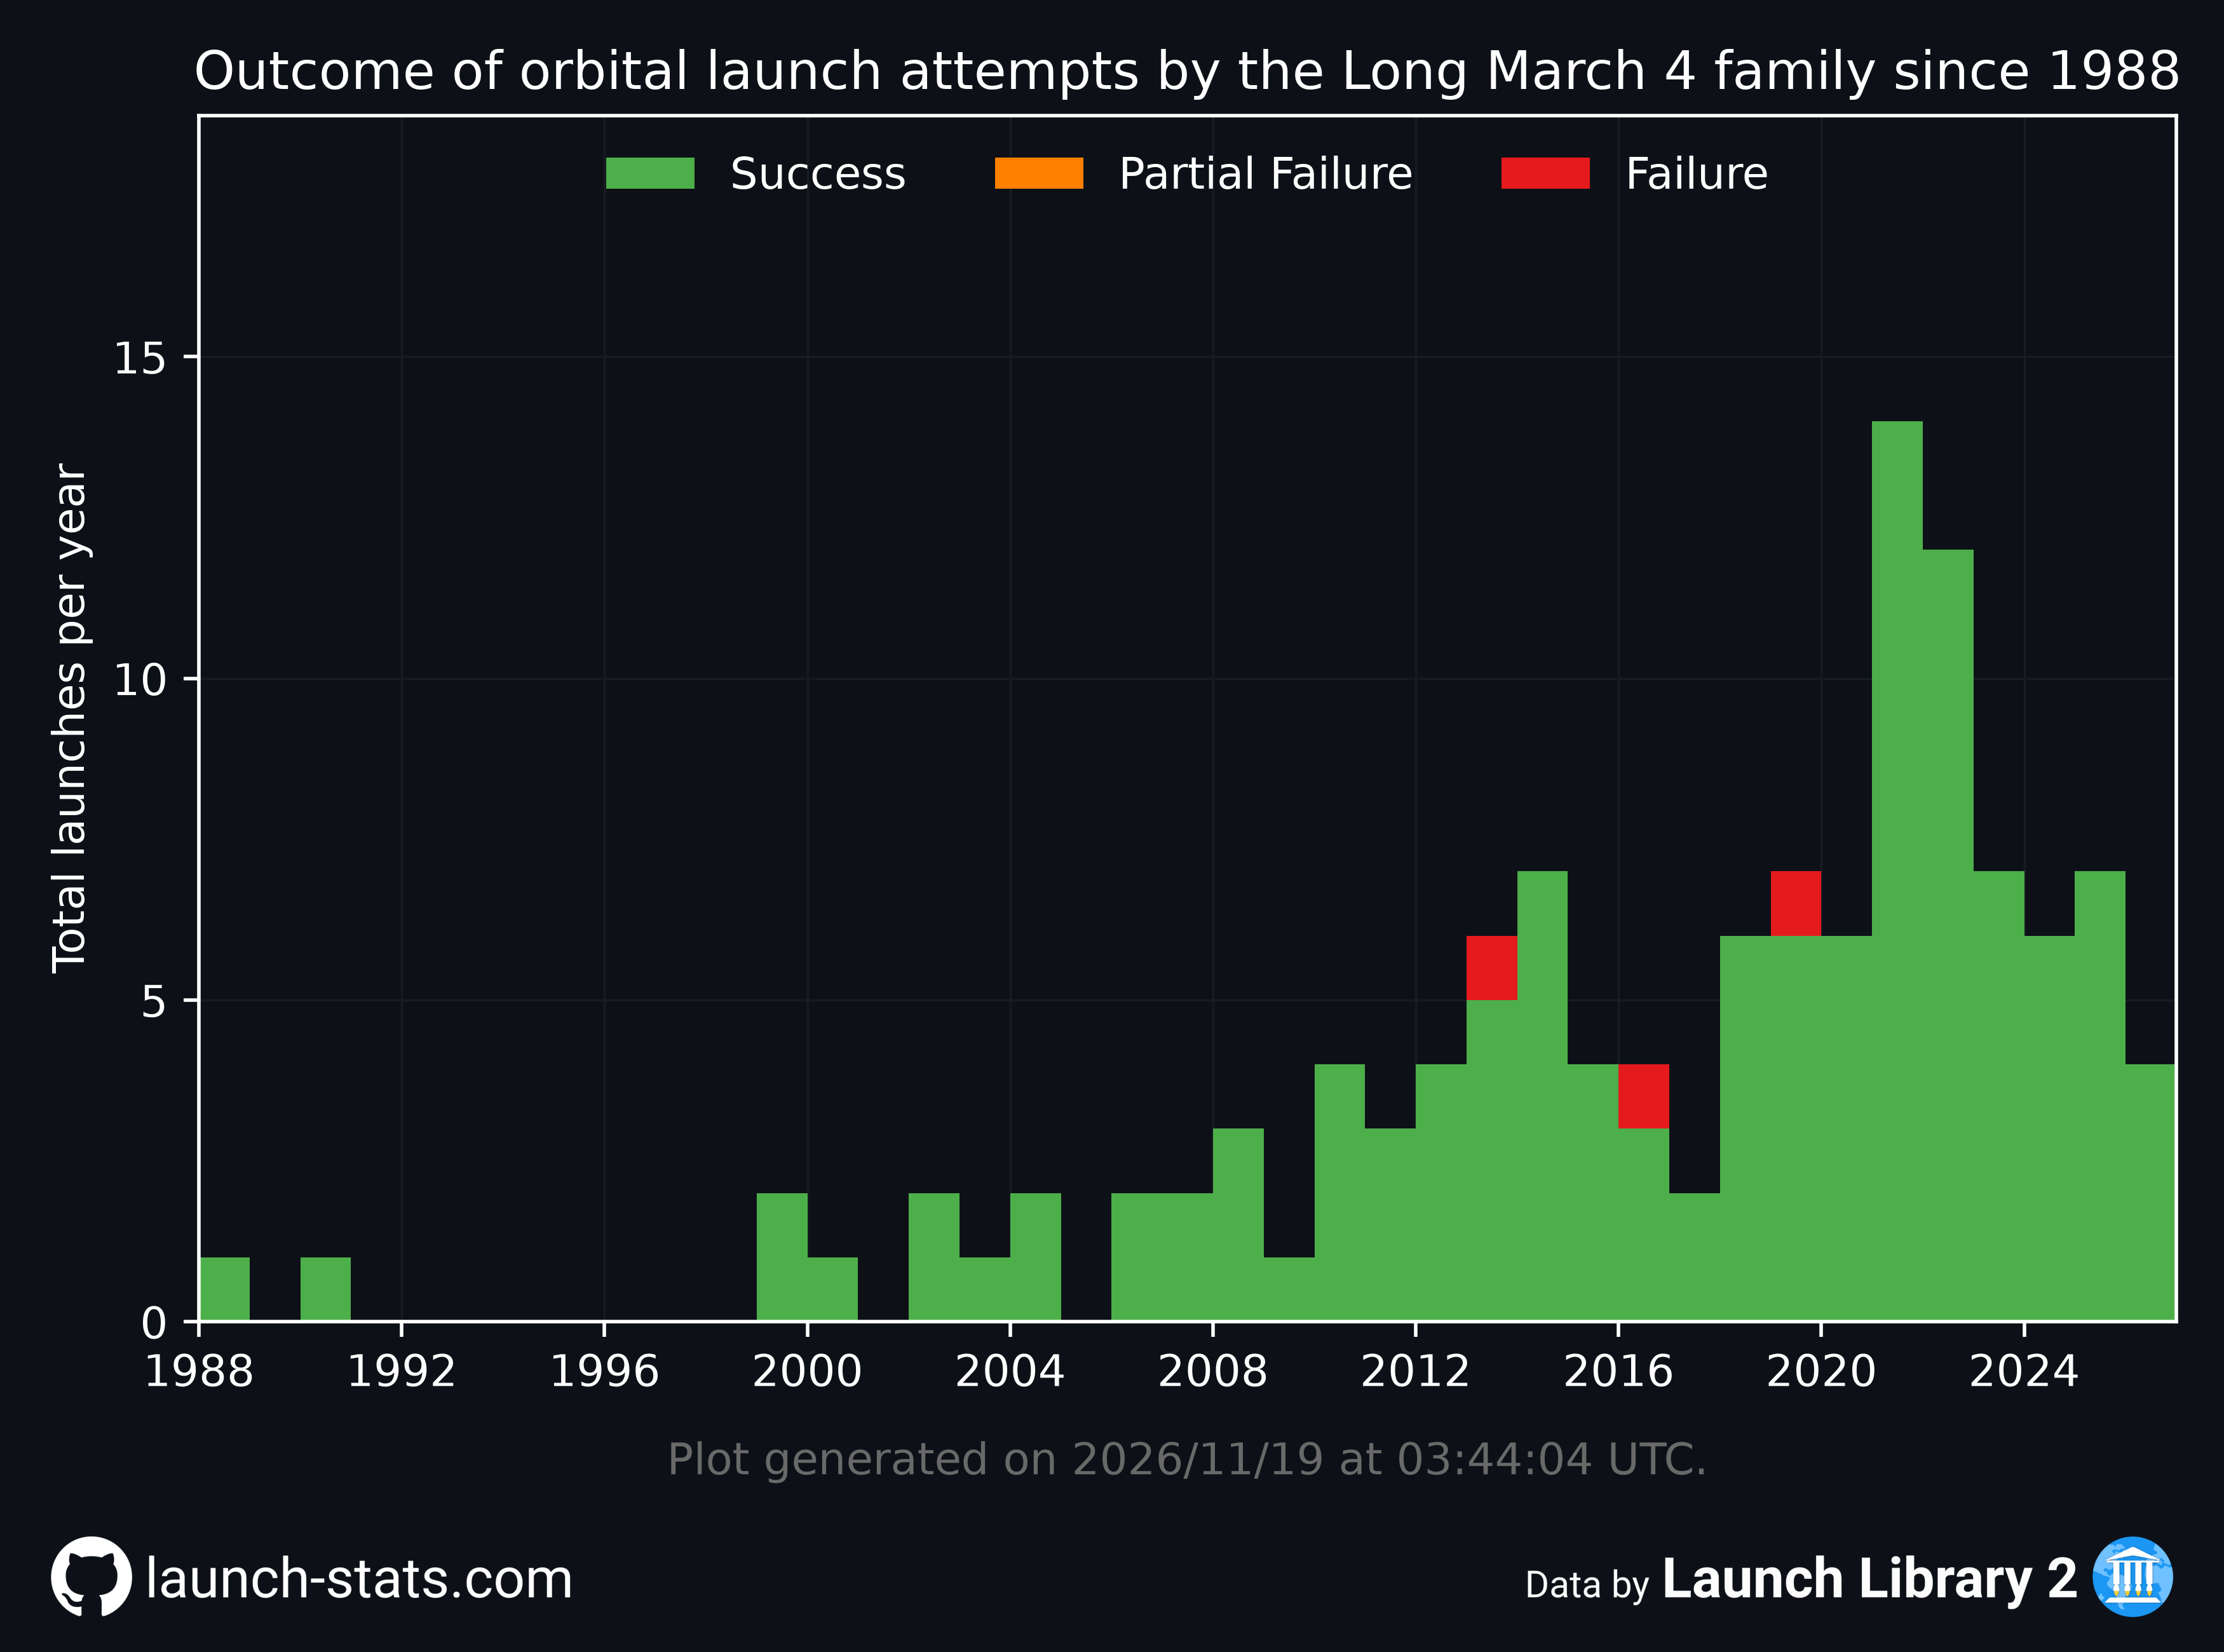 Outcome of orbital launch attempts by the Long March 4 family since 1988
Success Partial Failure Failure
Total launches per year
15
10
5
0
1988 1992 1996 2000 2004 2008 2012 2016 2020 2024
Plot generated on 2026/11/19 at 03:44:04 UTC.
launch-stats.com
Data by Launch Library 2